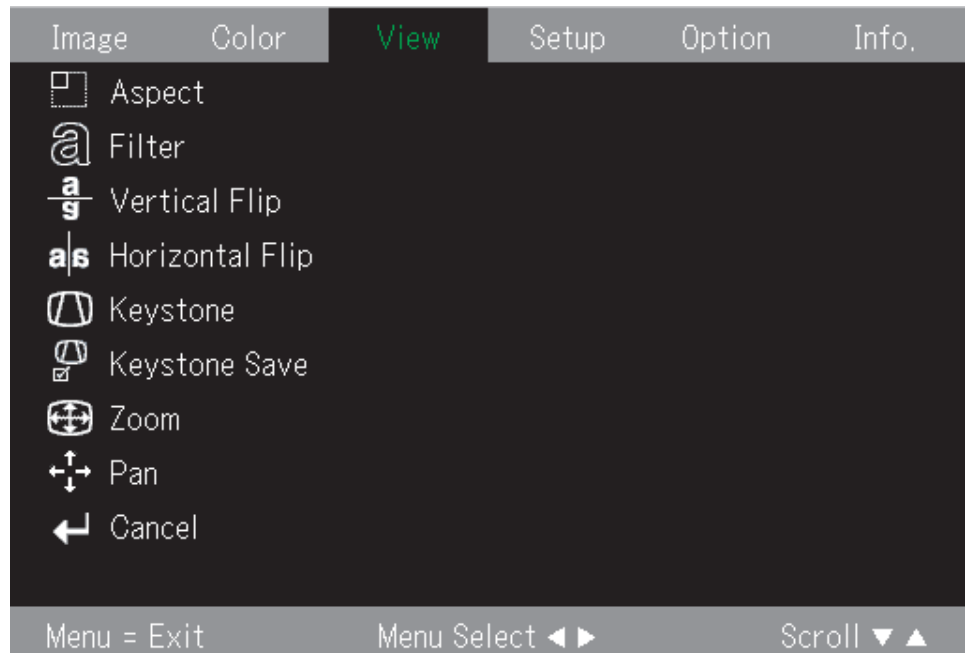 Image Color View Setup Option Info.
Aspect
a Filter
a
g Vertical Flip
a|s Horizontal Flip
Keystone
Keystone Save
Zoom
Pan
Cancel
Menu = Exit Menu Select ◀ ▶ Scroll ▼ ▲